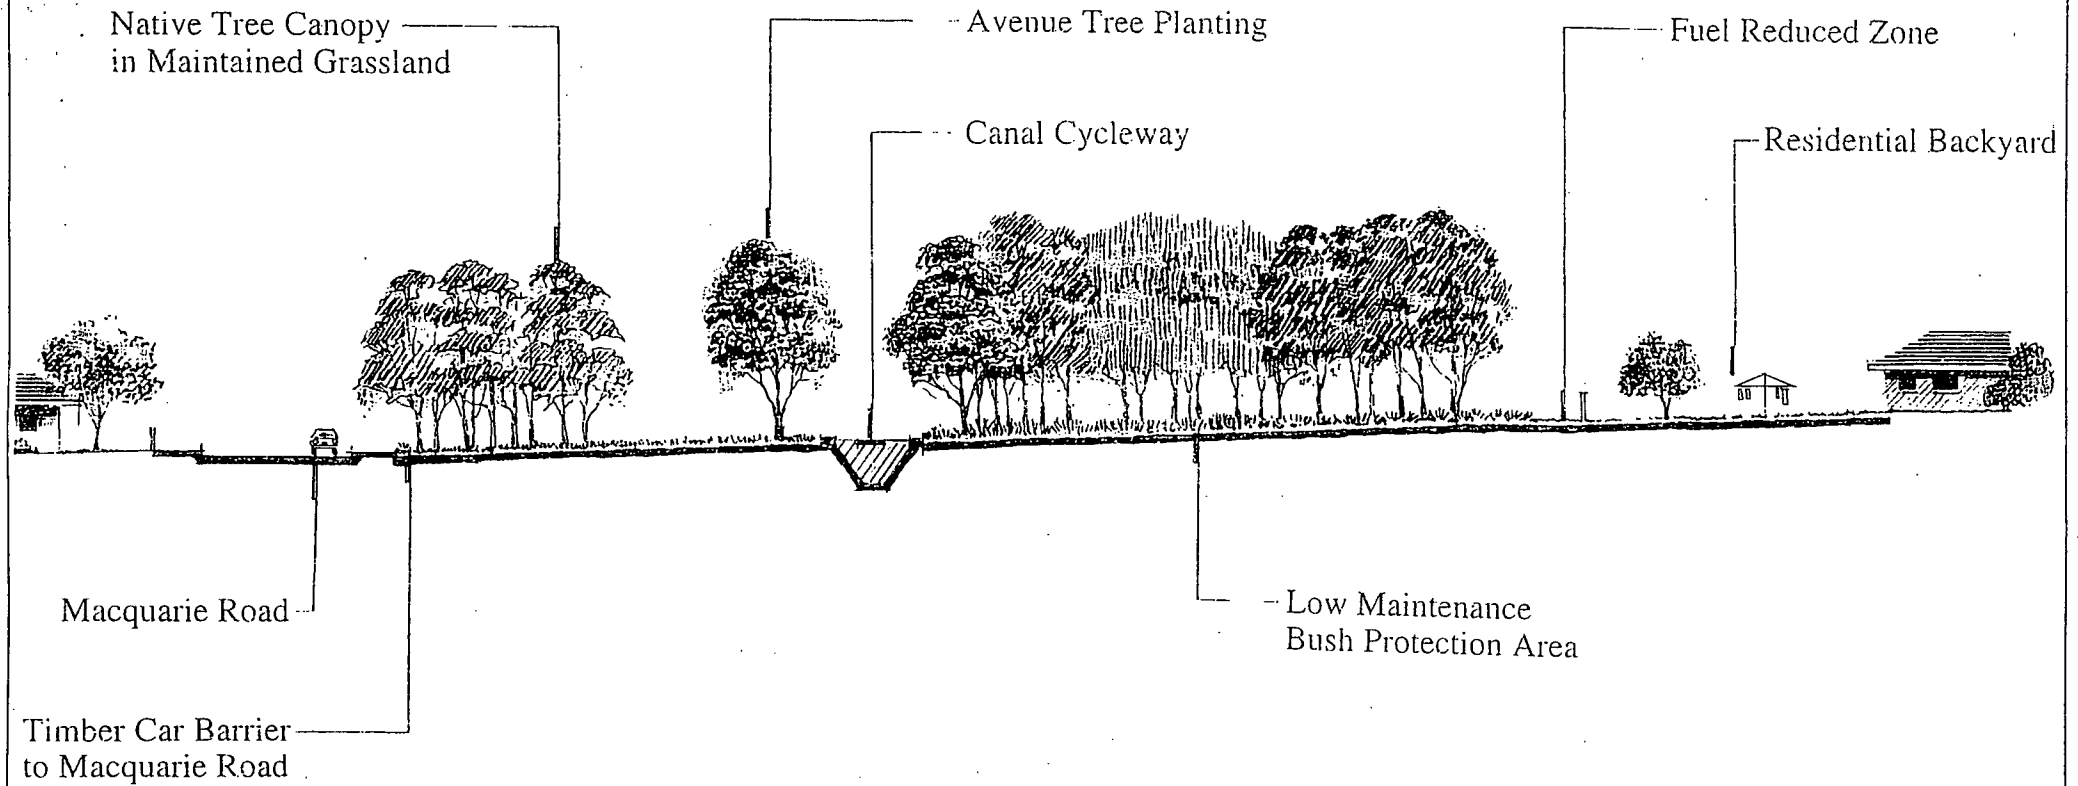 Native Tree Canopy
in Maintained Grassland
Avenue Tree Planting
Fuel Reduced Zone
Canal Cycleway
Residential Backyard
Macquarie Road
Low Maintenance
Bush Protection Area
Timber Car Barrier
to Macquarie Road